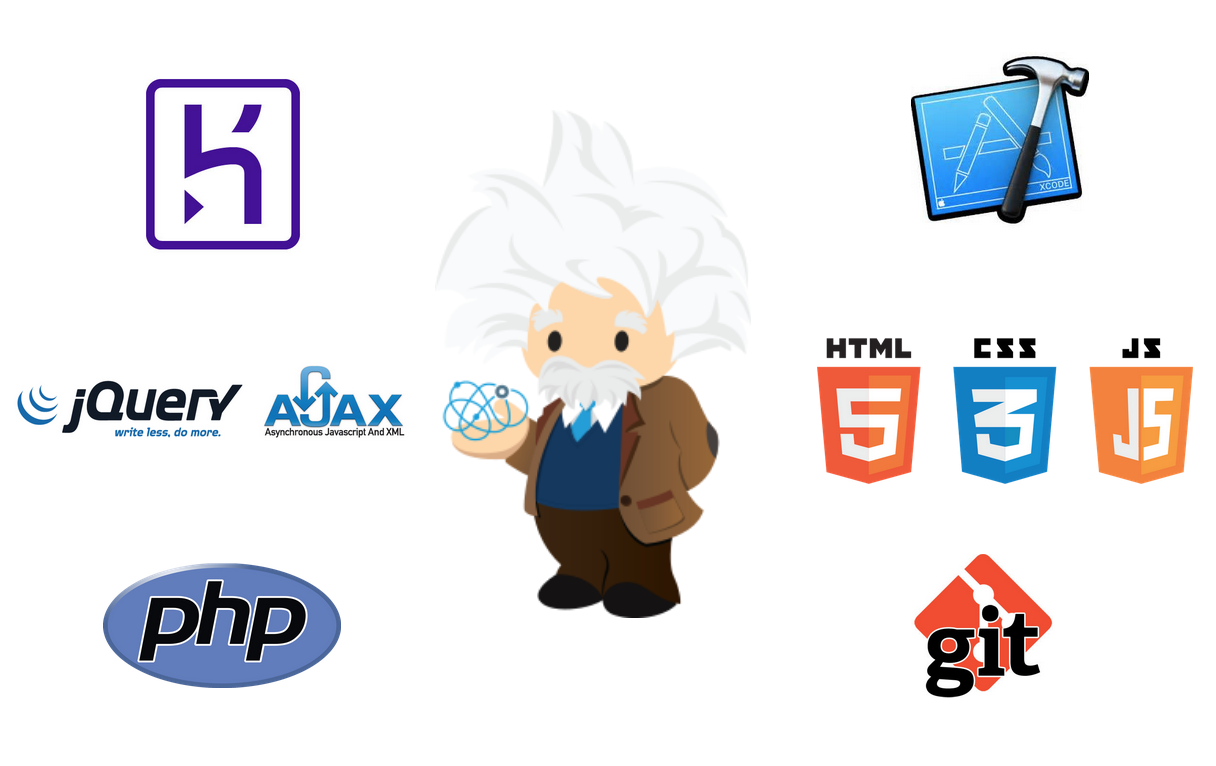 XCODE
jQuery
write less, do more.
AJAX
Asynchronous Javascript And XML
HTML
5
CSS
3
JS
JS
php
git